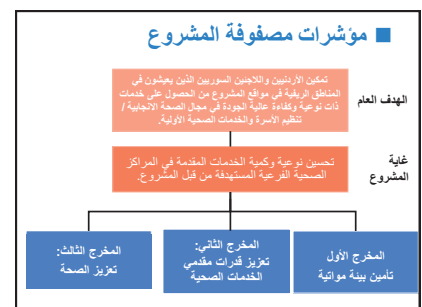 ■ مؤشرات مصفوفة المشروع
الهدف العام
تمكين الأردنيين واللاجئين السوريين الذين يعيشون في
المناطق الريفية في مواقع المشروع من الحصول على خدمات
ذات نوعية وكفاءة عالية الجودة في مجال الصحة الانجابية /
تنظيم الأسرة والخدمات الصحية الأولية.
غاية
المشروع
تحسين نوعية وكمية الخدمات المقدمة في المراكز
الصحية الفرعية المستهدفة من قبل المشروع.
المخرج الأول
تأمين بيئة مواتية
المخرج الثاني:
تعزيز قدرات مقدمي
الخدمات الصحية
المخرج الثالث:
تعزيز الصحة